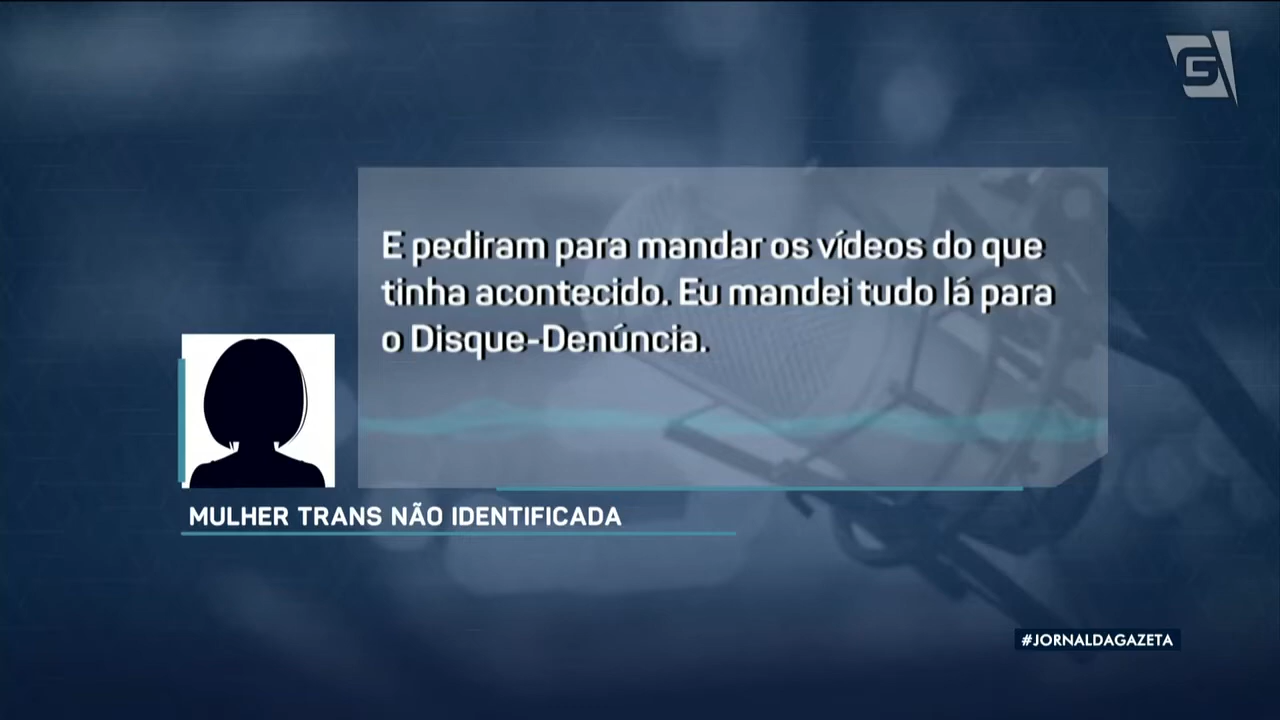 E pediram para mandar os vídeos do que
tinha acontecido. Eu mandei tudo lá para
o Disque-Denúncia.
MULHER TRANS NÃO IDENTIFICADA
#JORNALDAGAZETA